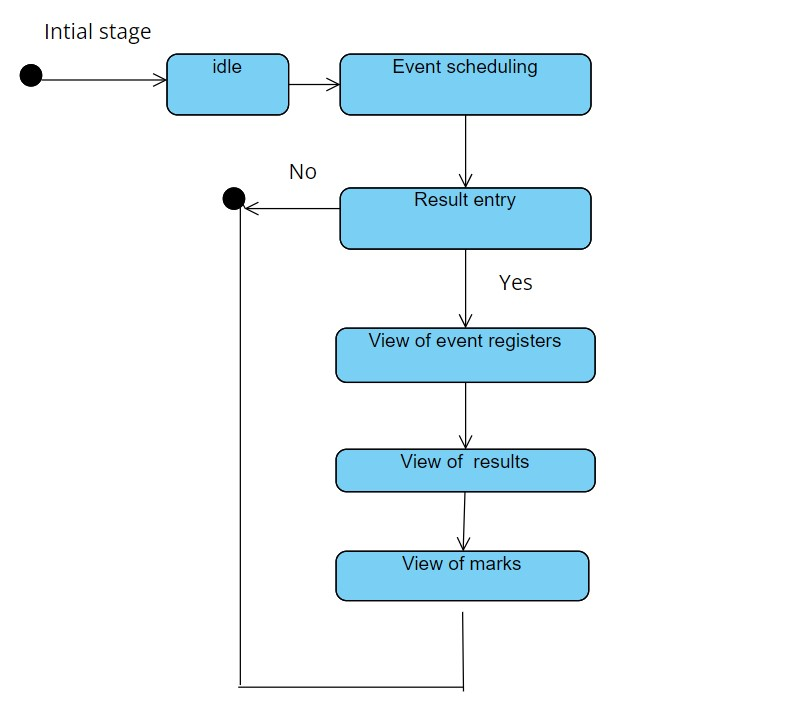 Intial stage
idle
Event scheduling
No
Result entry
Yes
View of event registers
View of  results
View of marks